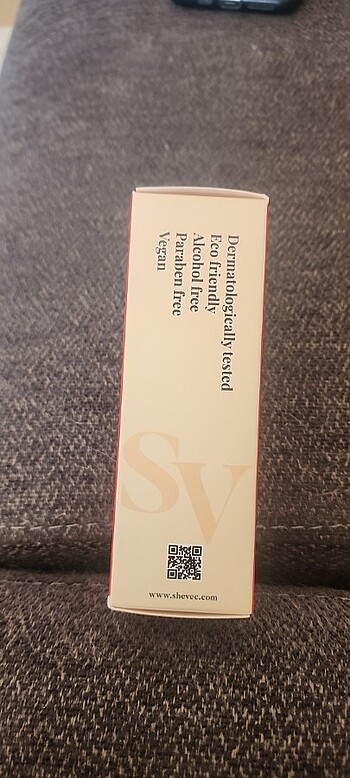 Dermatologically tested
Eco friendly
Alcohol free
Paraben free
Vegan
SV
www.shevec.com